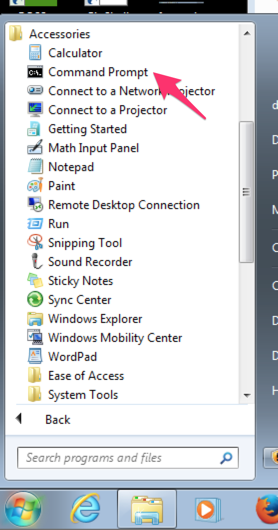 Accessories
Calculator
Command Prompt
Connect to a Network Projector
Connect to a Projector
Getting Started
Math Input Panel
Notepad
Paint
Remote Desktop Connection
Run
Snipping Tool
Sound Recorder
Sticky Notes
Sync Center
Windows Explorer
Windows Mobility Center
WordPad
Ease of Access
System Tools
Back
Search programs and files